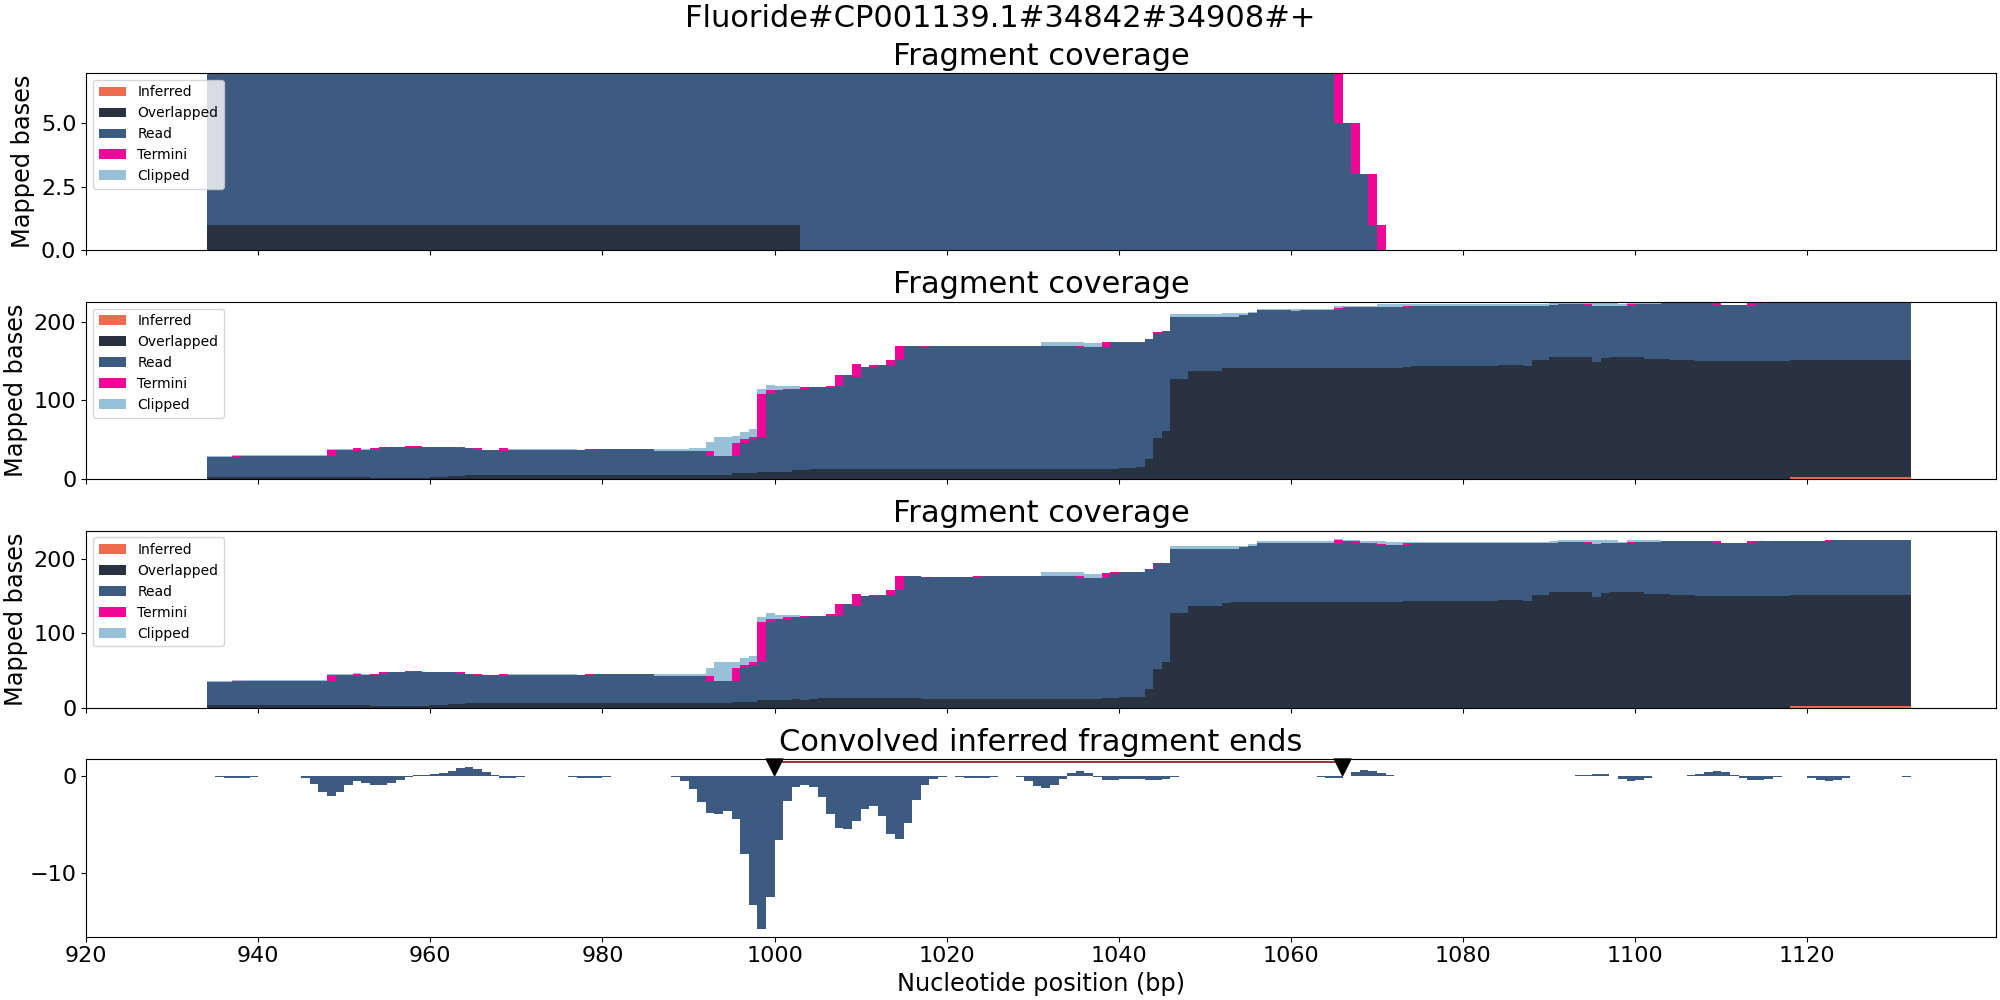 Fluoride#CP001139.1#34842#34908#+
Fragment coverage
Mapped bases
5.0
2.5
0.0
Inferred
Overlapped
Read
Termini
Clipped
Fragment coverage
Mapped bases
200
100
0
Inferred
Overlapped
Read
Termini
Clipped
Fragment coverage
Mapped bases
200
100
0
Inferred
Overlapped
Read
Termini
Clipped
Convolved inferred fragment ends
0
−10
920 940 960 980 1000 1020 1040 1060 1080 1100 1120
Nucleotide position (bp)